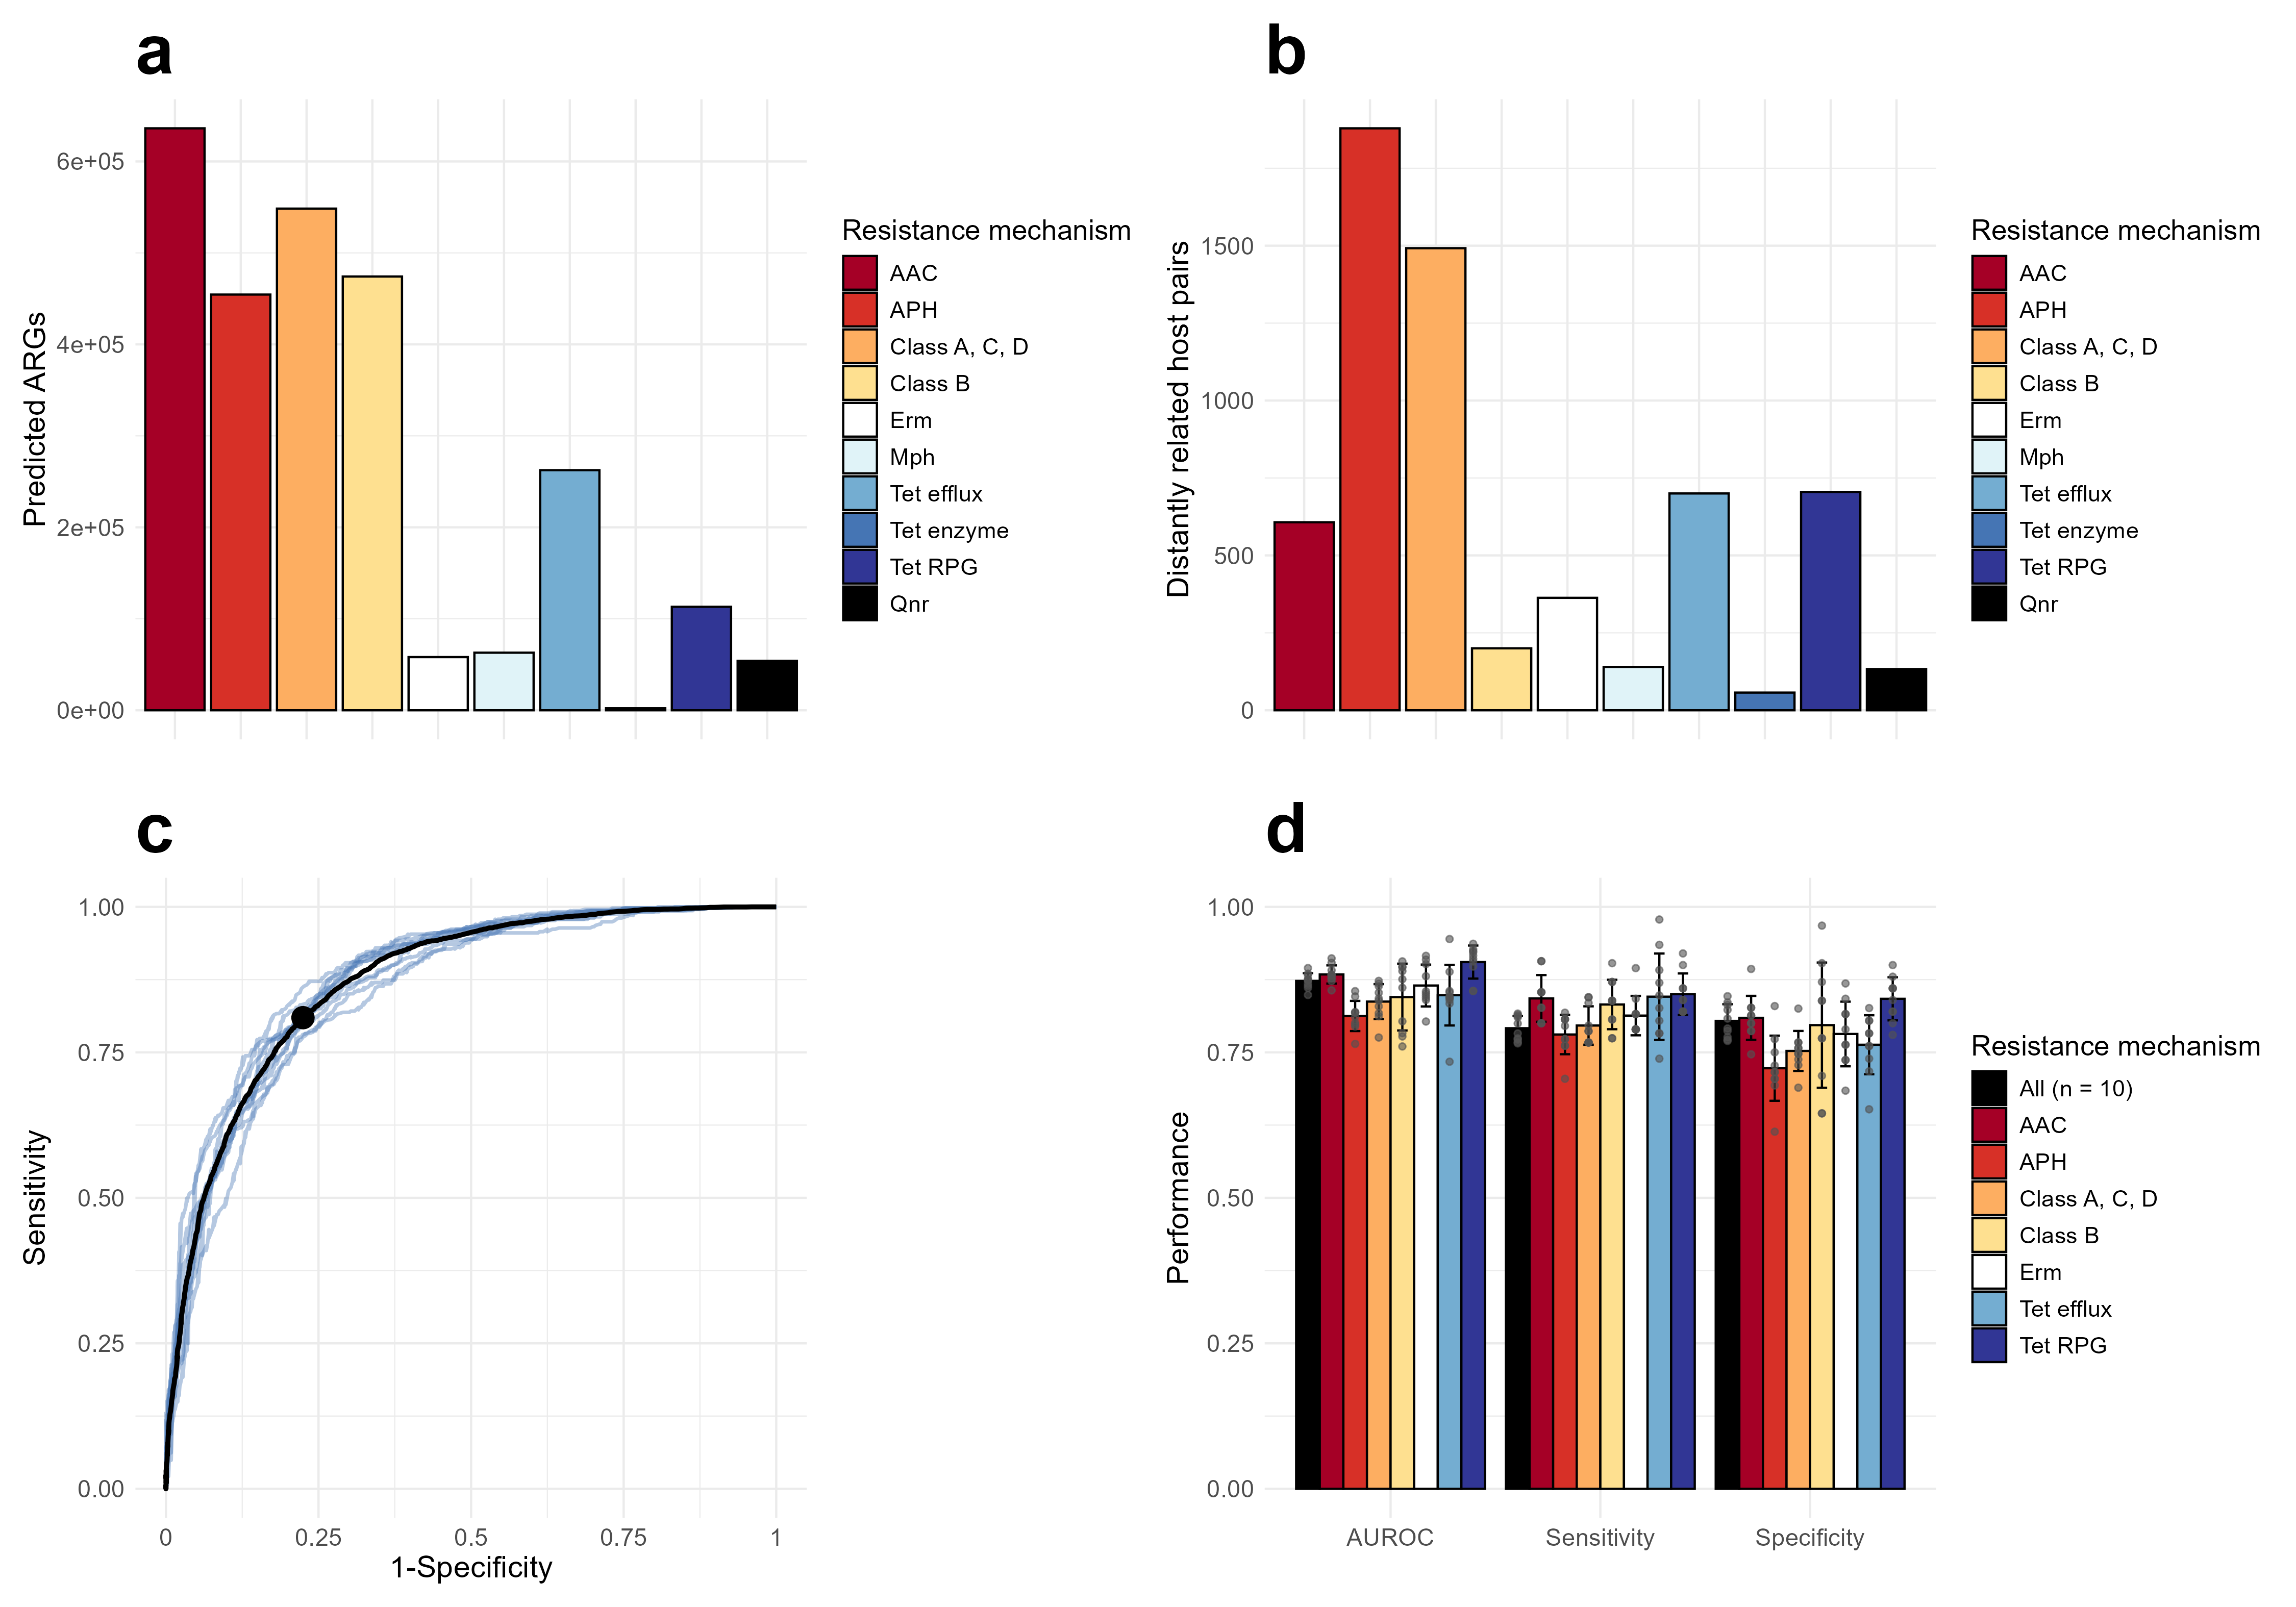 a
Predicted ARGs
6e+05
4e+05
2e+05
0e+00
Resistance mechanism
AAC
APH
Class A, C, D
Class B
Erm
Mph
Tet efflux
Tet enzyme
Tet RPG
Qnr
b
Distantly related host pairs
1500
1000
500
0
Resistance mechanism
AAC
APH
Class A, C, D
Class B
Erm
Mph
Tet efflux
Tet enzyme
Tet RPG
Qnr
c
Sensitivity
1.00
0.75
0.50
0.25
0.00
0 0.25 0.5 0.75 1
1-Specificity
d
Performance
1.00
0.75
0.50
0.25
0.00
AUROC Sensitivity Specificity
Resistance mechanism
All (n = 10)
AAC
APH
Class A, C, D
Class B
Erm
Tet efflux
Tet RPG